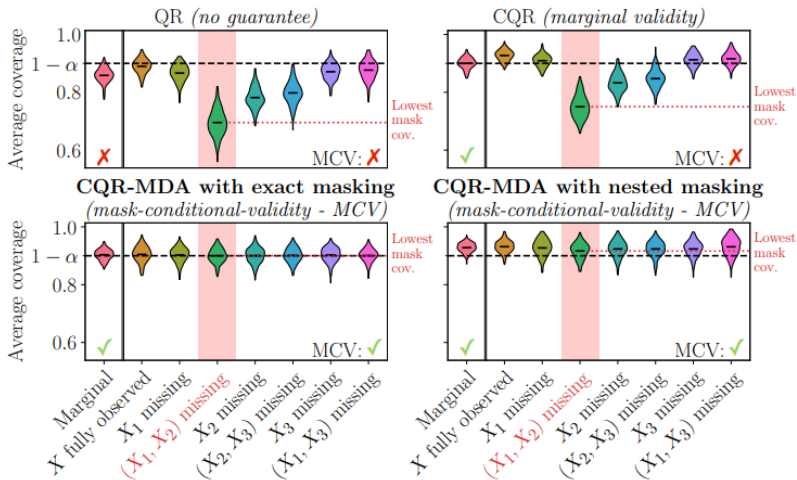 QR (no guarantee)
CQR (marginal validity)
Average coverage
1.0
1 − α
0.8
0.6
✗
MCV: ✗
Lowest
mask
cov.
✓
MCV: ✗
Lowest
mask
cov.
CQR-MDA with exact masking
(mask-conditional-validity - MCV)
CQR-MDA with nested masking
(mask-conditional-validity - MCV)
Average coverage
1.0
1 − α
0.8
0.6
✓
MCV: ✓
Lowest
mask
cov.
✓
MCV: ✓
Lowest
mask
cov.
Marginal
X fully observed
X1 missing
(X1, X2) missing
X2 missing
(X2, X3) missing
X3 missing
(X1, X3) missing
Marginal
X fully observed
X1 missing
(X1, X2) missing
X2 missing
(X2, X3) missing
X3 missing
(X1, X3) missing